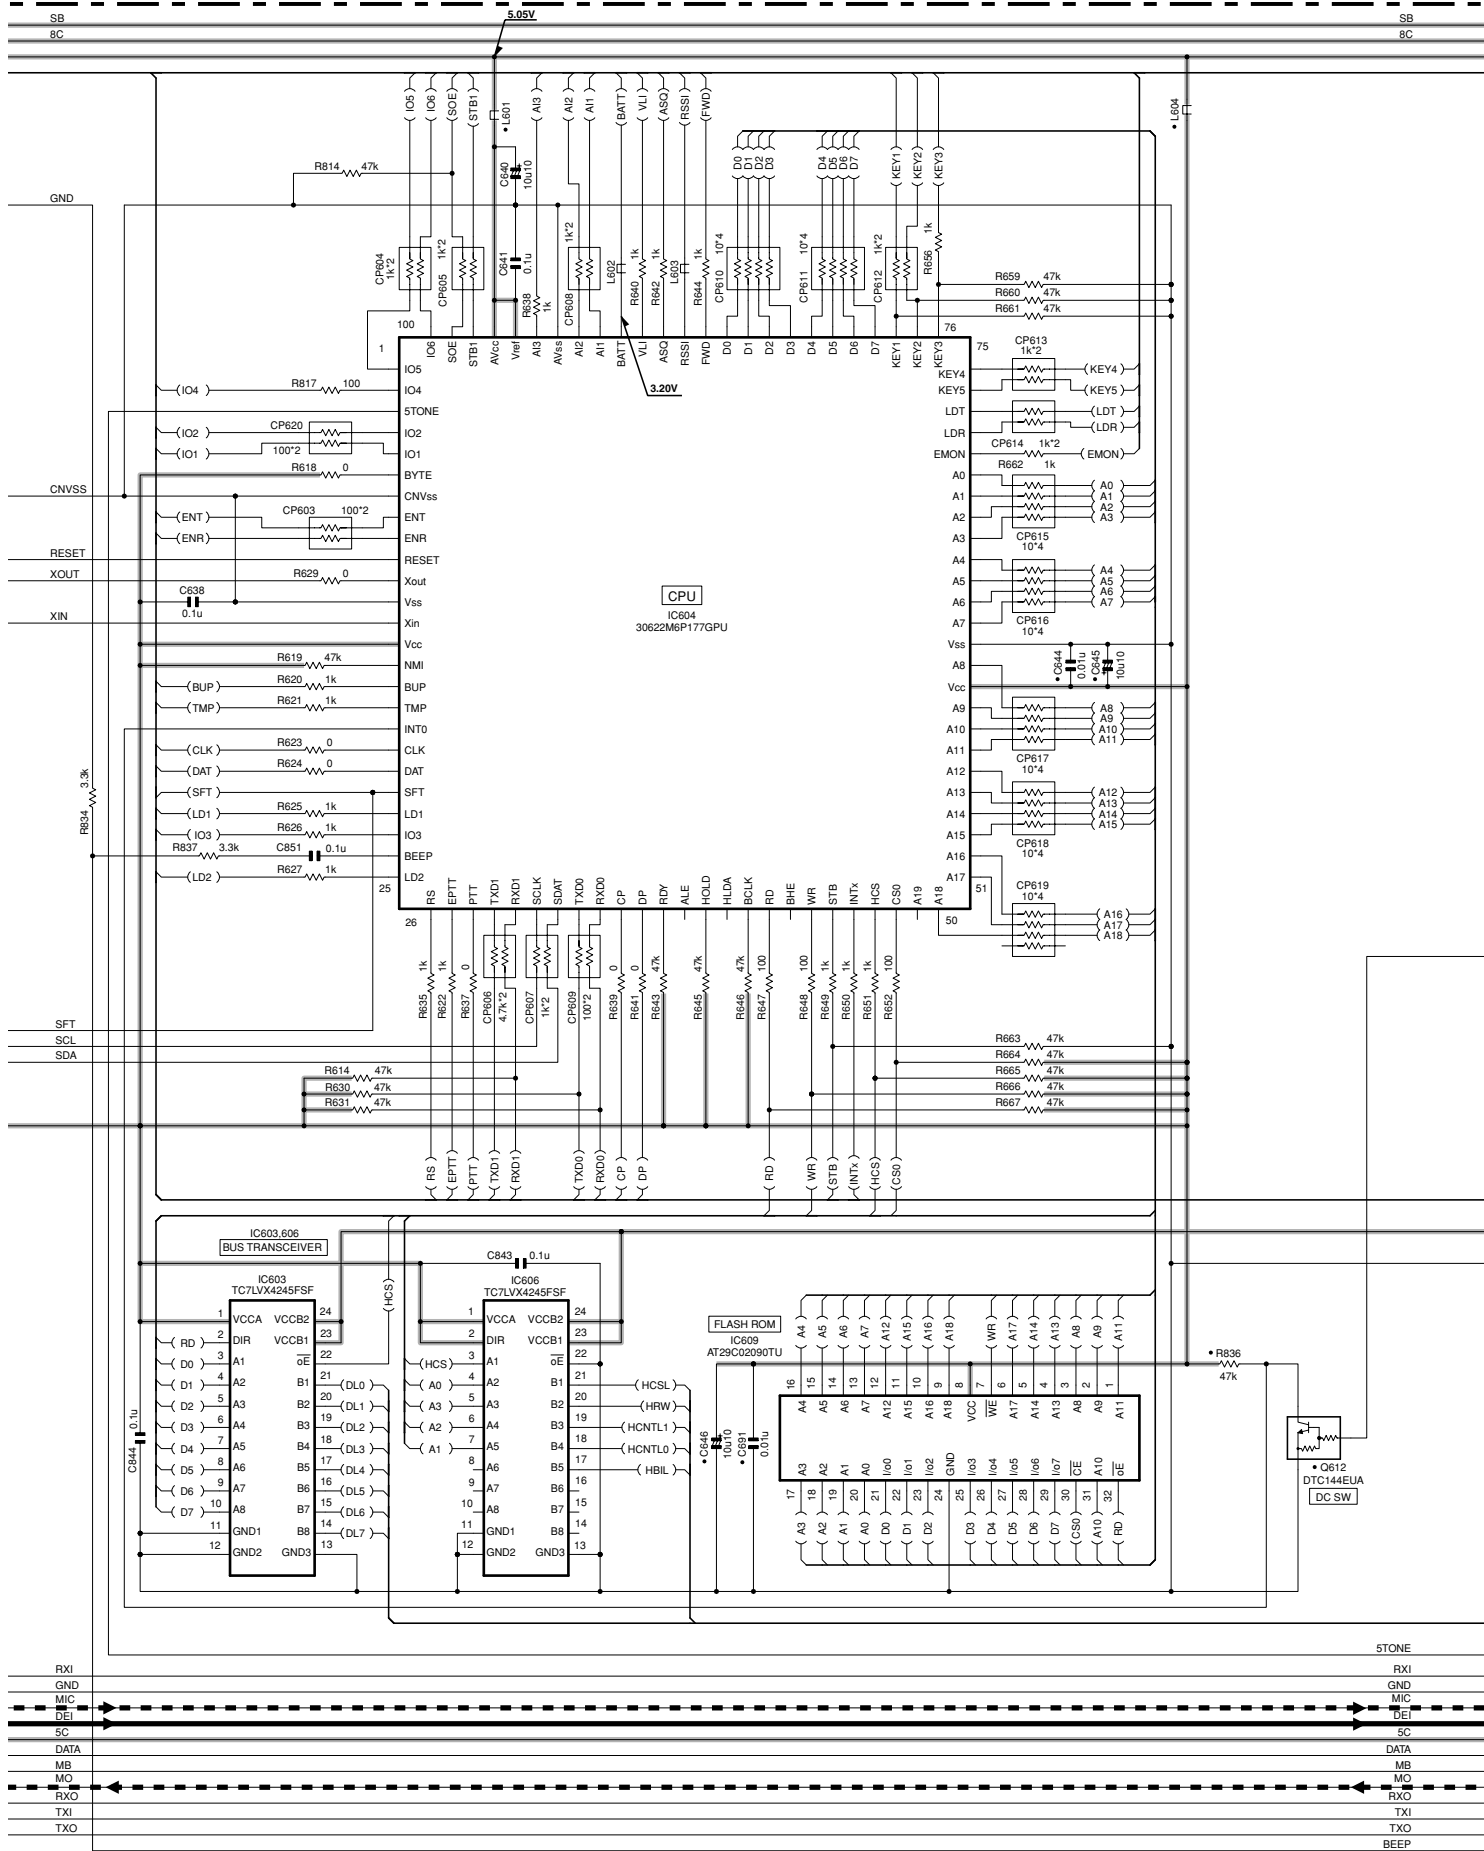 SB 5.05V SB
8C 8C
IO5 IO6 SOE STB1 L601 AI3 AI2 AI1 BATT VLI ASQ RSSI FWD L604
D0 D1 D2 D3 D4 D5 D6 D7 KEY1 KEY2 KEY3
R814 47k C640 10u10
GND
CP604 1k*2 CP605 1k*2 C641 0.1u R638 1k CP608 1k*2 L602 R640 1k R642 1k L603 R644 1k CP610 10*4 CP611 10*4 CP612 1k*2 R656 1k
R659 47k
R660 47k
R661 47k
100 76
1 IO6 SOE STB1 AVcc Vref AI3 AVss AI2 AI1 BATT VLI ASQ RSSI FWD D0 D1 D2 D3 D4 D5 D6 D7 KEY1 KEY2 KEY3 75
CP613
1k*2
IO5 KEY4 (KEY4)
(IO4) R817 100 IO4 3.20V KEY5 (KEY5)
5TONE LDT (LDT)
(IO2) CP620 IO2 LDR (LDR)
(IO1) 100*2 IO1 EMON CP614 1k*2 (EMON)
R618 0 BYTE A0 R662 1k
CNVSS CNVss A1 (A0)
(A1)
(ENT) CP603 100*2 ENT A2 (A2)
(A3)
(ENR) ENR A3 CP615
10*4
RESET RESET A4 (A4)
XOUT R629 0 Xout A5 (A5)
C638 0.1u Vss A6 (A6)
(A7)
XIN Xin A7 CP616
10*4
CPU
IC604
30622M6P177GPU
Vcc Vss
R619 47k NMI A8 C644 0.01u C645 10u10
(BUP) R620 1k BUP Vcc
(TMP) R621 1k TMP A9 (A8)
(A9)
INT0 A10 (A10)
(CLK) R623 0 CLK A11 (A11)
CP617
10*4
(DAT) R624 0 DAT A12
(SFT) SFT A13 (A12)
(A13)
(LD1) R625 1k LD1 A14 (A14)
(IO3) R626 1k IO3 A15 (A15)
CP618
10*4
R834 3.3k
R837 3.3k C851 0.1u BEEP A16
(LD2) R627 1k LD2 A17
25 51
CP619
10*4
RS EPTT PTT TXD1 RXD1 SCLK SDAT TXD0 RXD0 CP DP RDY ALE HOLD HLDA BCLK RD BHE WR STB INTx HCS CS0 A19 A18
26 50
(A16)
(A17)
(A18)
R635 1k R622 1k R637 0 CP606 4.7k*2 CP607 1k*2 CP609 100*2 R639 0 R641 0 R643 47k R645 47k R646 47k R647 100 R648 100 R649 1k R650 1k R651 1k R652 100
SFT
SCL R663 47k
SDA R664 47k
R614 47k R665 47k
R630 47k R666 47k
R631 47k R667 47k
(RS) (EPTT) (PTT) (TXD1) (RXD1) (TXD0) (RXD0) (CP) (DP) (RD) (WR) (STB) (INTx) (HCS) (CS0)
IC603,606
BUS TRANSCEIVER
C843 0.1u
IC603
TC7LVX4245FSF
(HCS)
IC606
TC7LVX4245FSF
1 VCCA VCCB2 24
(RD) 2 DIR VCCB1 23
(D0) 3 A1 oE 22
(D1) 4 A2 B1 21 (DL0)
(D2) 5 A3 B2 20 (DL1)
(D3) 6 A4 B3 19 (DL2)
(D4) 7 A5 B4 18 (DL3)
(D5) 8 A6 B5 17 (DL4)
(D6) 9 A7 B6 16 (DL5)
(D7) 10 A8 B7 15 (DL6)
11 GND1 B8 14 (DL7)
12 GND2 GND3 13
C844 0.1u
1 VCCA VCCB2 24
2 DIR VCCB1 23
(HCS) 3 A1 oE 22
(A0) 4 A2 B1 21 (HCSL)
(A3) 5 A3 B2 20 (HRW)
(A2) 6 A4 B3 19 (HCNTL1)
(A1) 7 A5 B4 18 (HCNTL0)
8 A6 B5 17 (HBIL)
9 A7 B6 16
10 A8 B7 15
11 GND1 B8 14
12 GND2 GND3 13
FLASH ROM
IC609
AT29C02090TU
(A4) (A5) (A6) (A7) (A12) (A15) (A16) (A18) (WR) (A17) (A14) (A13) (A8) (A9) (A11)
16 15 14 13 12 11 10 9 8 7 6 5 4 3 2 1
A4 A5 A6 A7 A12 A15 A16 A18 VCC WE A17 A14 A13 A8 A9 A11
A3 A2 A1 A0 I/o0 I/o1 I/o2 GND I/o3 I/o4 I/o5 I/o6 I/o7 CE A10 oE
17 18 19 20 21 22 23 24 25 26 27 28 29 30 31 32
(A3) (A2) (A1) (A0) (D0) (D1) (D2) (D3) (D4) (D5) (D6) (D7) (CS0) (A10) (RD)
C646 10u10 C691 0.01u
R836
47k
Q612
DTC144EUA
DC SW
5TONE
RXI RXI
GND GND
MIC MIC
DEI DEI
5C 5C
DATA DATA
MB MB
MO MO
RXO RXO
TXI TXI
TXO TXO
BEEP